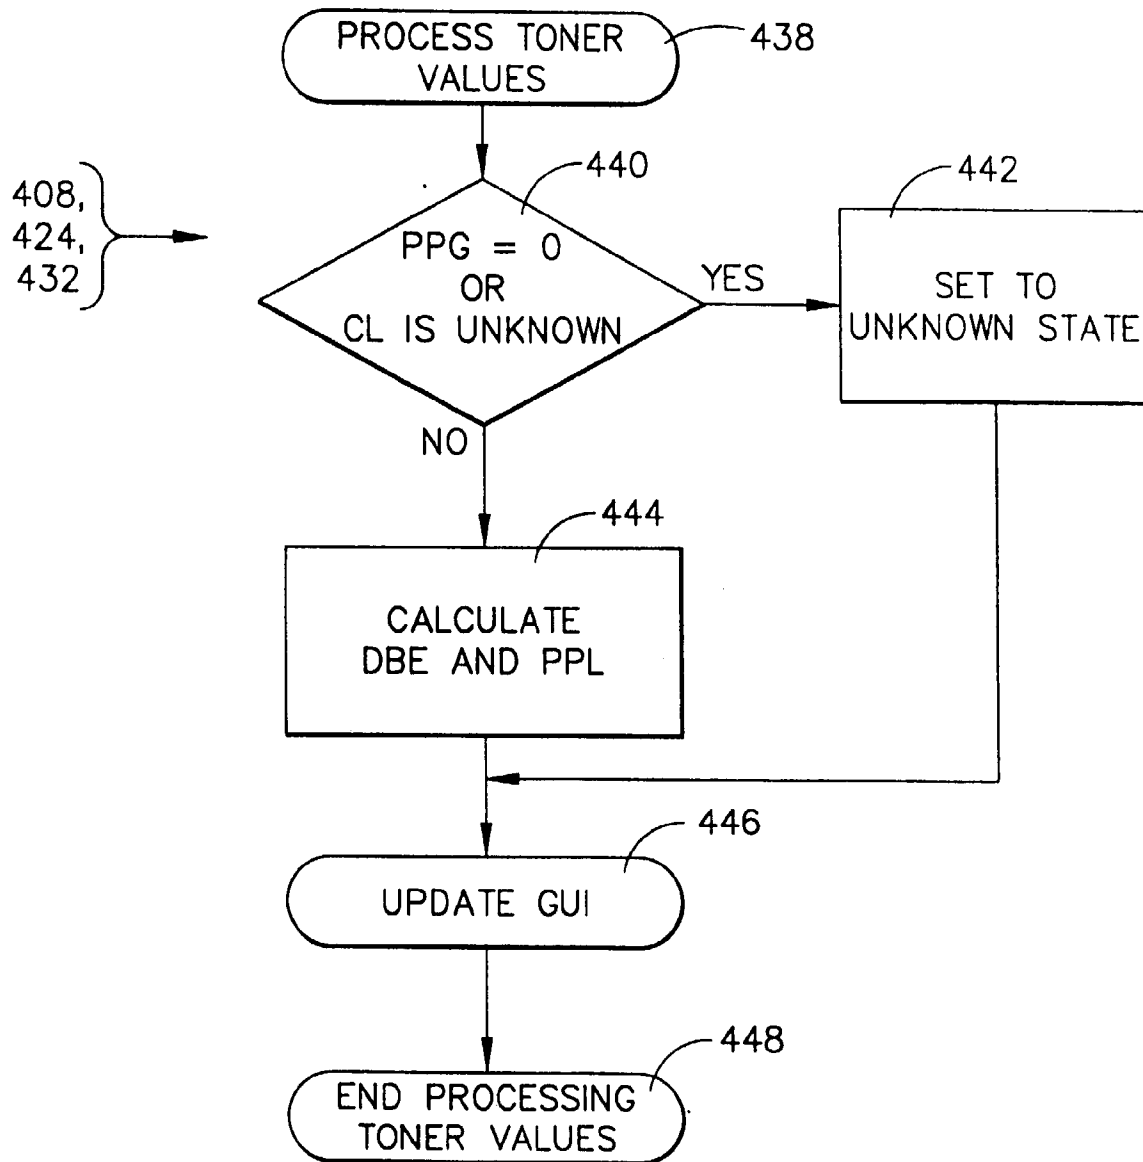 PROCESS TONER
VALUES
438
440
408,
424,
432
PPG = 0
OR
CL IS UNKNOWN
YES
442
SET TO
UNKNOWN STATE
NO
444
CALCULATE
DBE AND PPL
446
UPDATE GUI
448
END PROCESSING
TONER VALUES